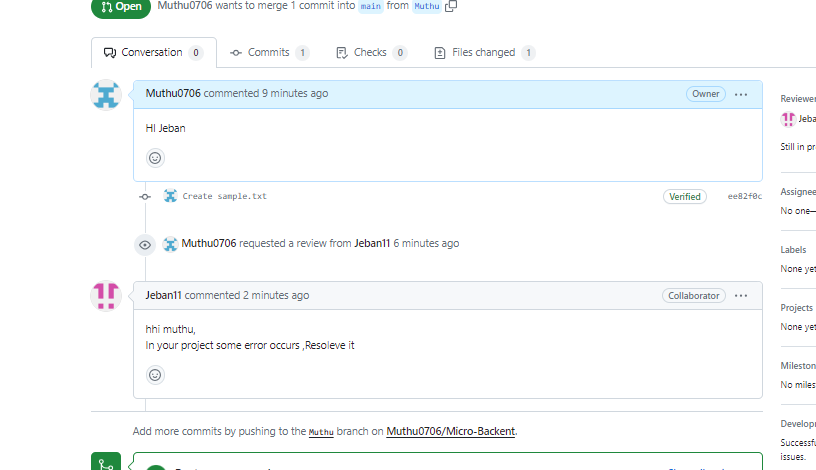 Open Muthu0706 wants to merge 1 commit into main from Muthu
Conversation 0 Commits 1 Checks 0 Files changed 1
Muthu0706 commented 9 minutes ago Owner ...
HI Jeban
Create sample.txt Verified ee82f0c
Muthu0706 requested a review from Jeban11 6 minutes ago
Jeban11 commented 2 minutes ago Collaborator ...
hhi muthu,
In your project some error occurs ,Resoleve it
Add more commits by pushing to the Muthu branch on Muthu0706/Micro-Backent.
Reviewer
Jeba
Still in pr
Assignee
No one—
Labels
None yet
Projects
None yet
Mileston
No miles
Develop
Successfu
issues.